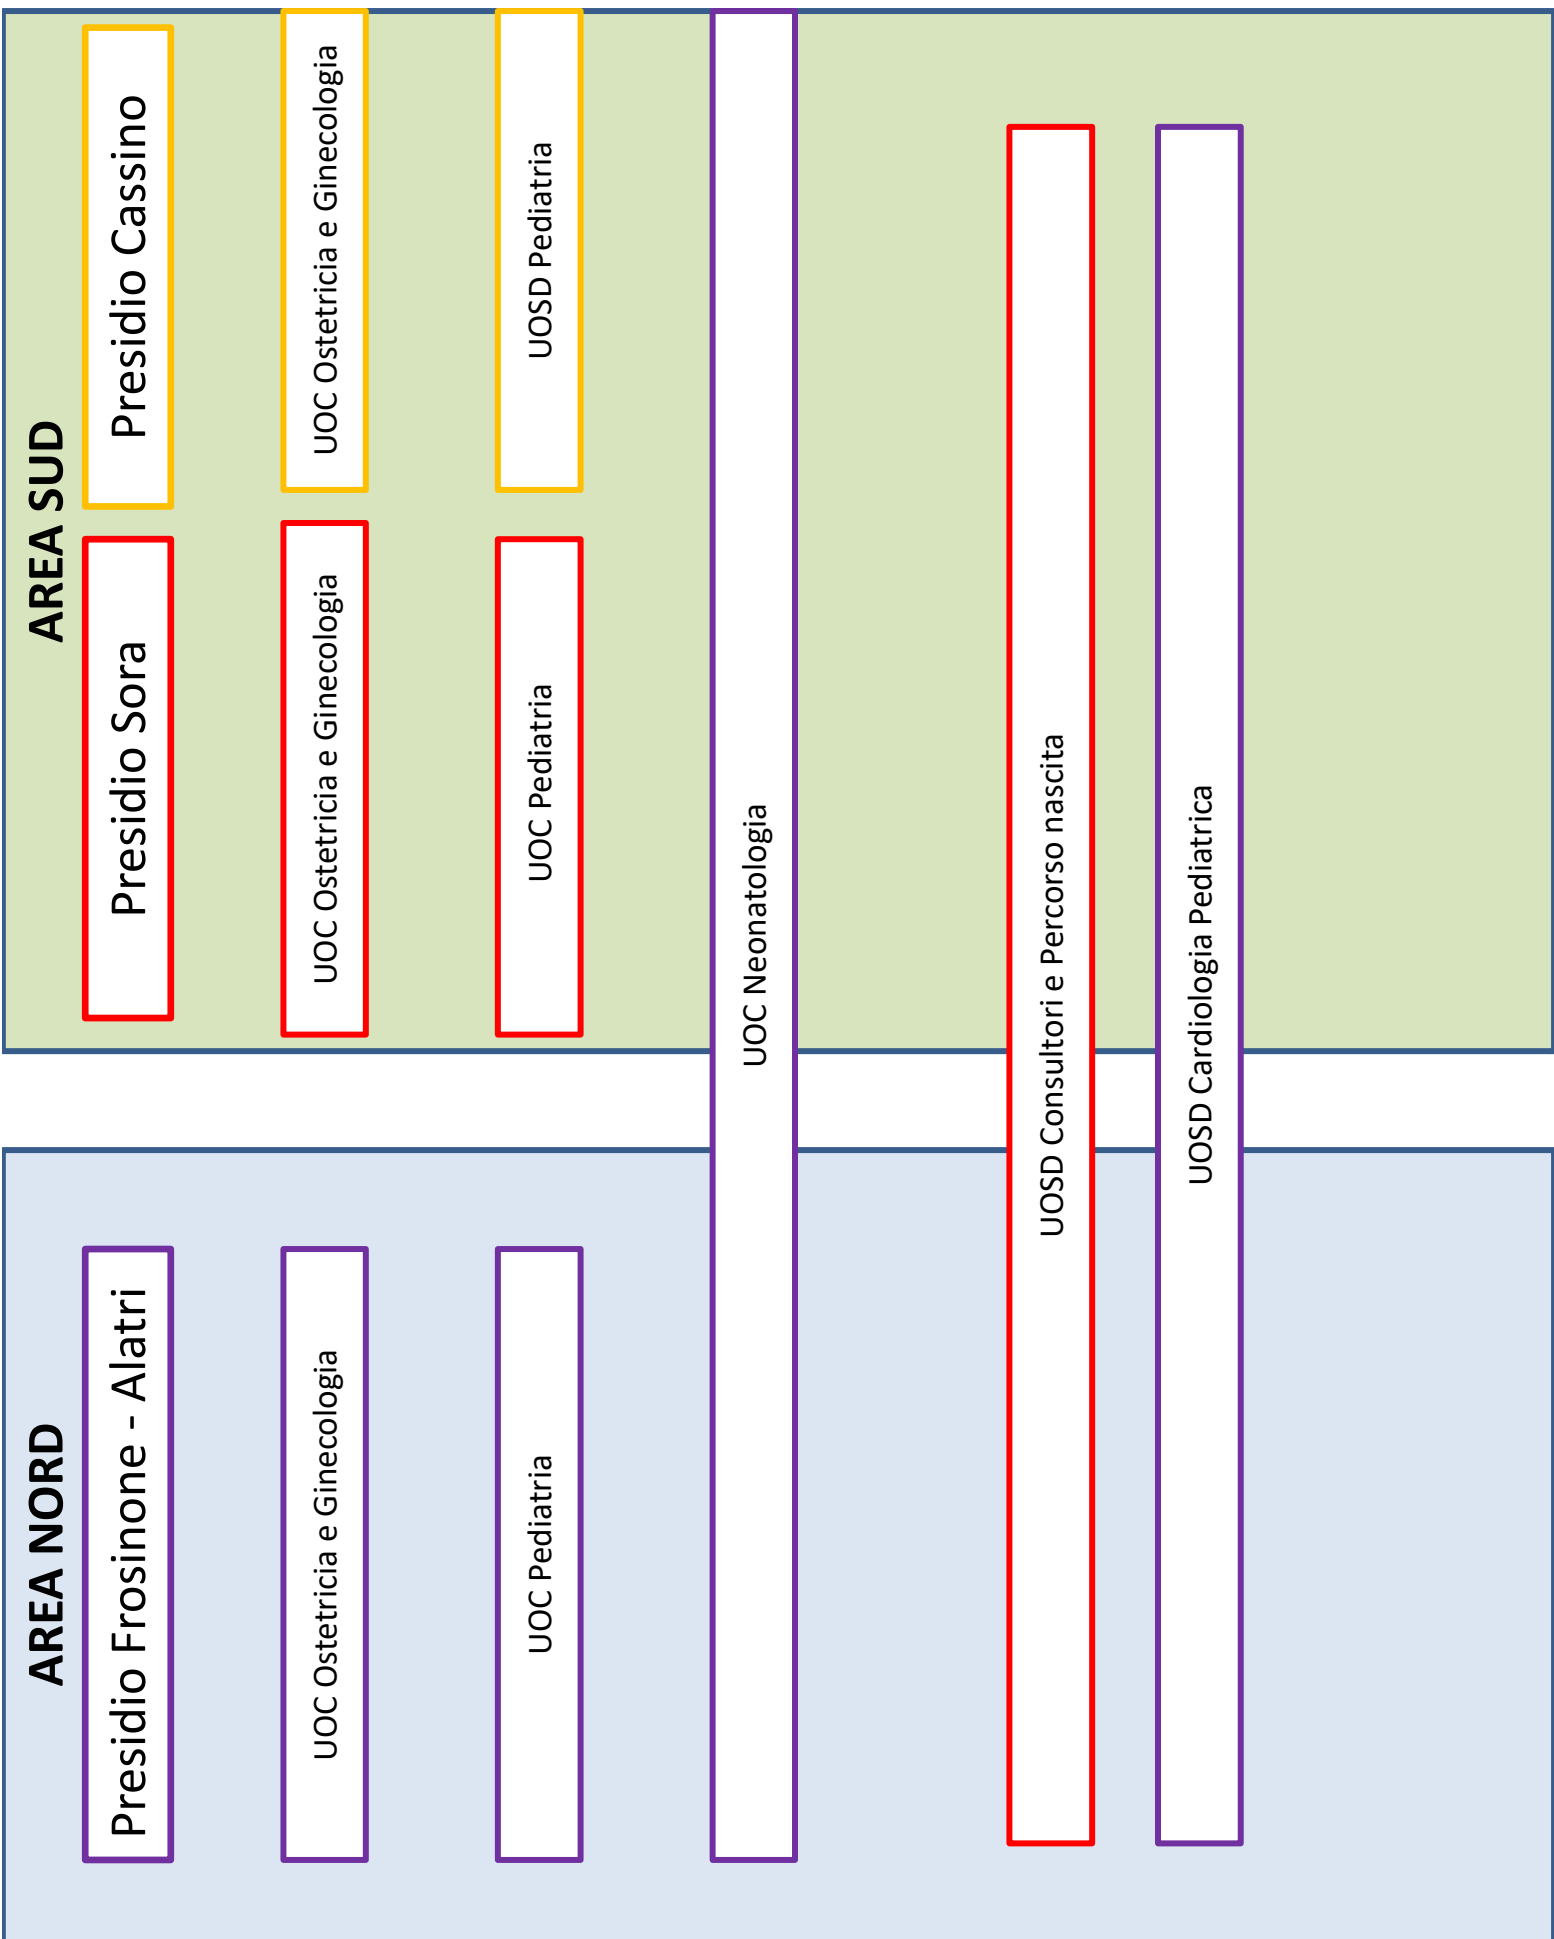 AREA NORD
AREA SUD
Presidio Frosinone - Alatri
Presidio Sora
Presidio Cassino
UOC Ostetricia e Ginecologia
UOC Ostetricia e Ginecologia
UOC Ostetricia e Ginecologia
UOC Pediatria
UOC Pediatria
UOSD Pediatria
UOC Neonatologia
UOSD Consultori e Percorso nascita
UOSD Cardiologia Pediatrica